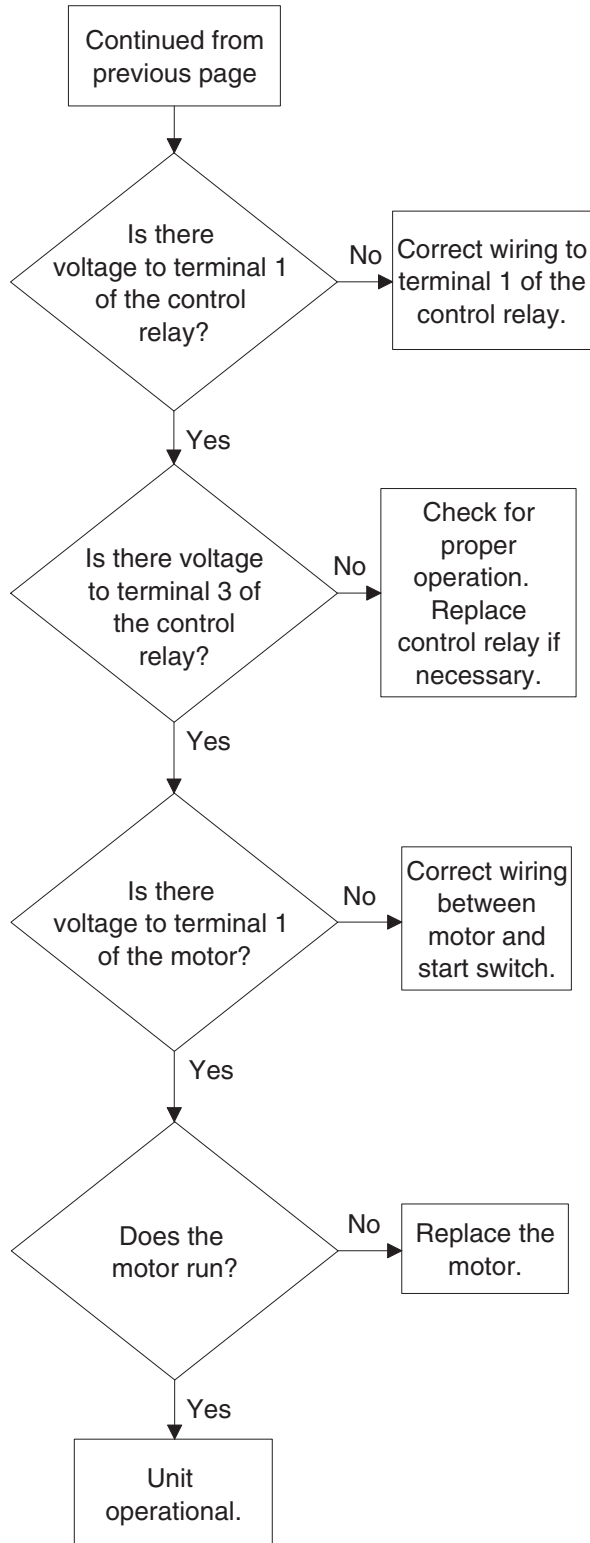 Continued from
previous page
Is there
voltage to terminal 1
of the control
relay?
No
Correct wiring to
terminal 1 of the
control relay.
Yes
Is there voltage
to terminal 3 of
the control
relay?
No
Check for
proper
operation.
Replace
control relay if
necessary.
Yes
Is there
voltage to terminal 1
of the motor?
No
Correct wiring
between
motor and
start switch.
Yes
Does the
motor run?
No
Replace the
motor.
Yes
Unit
operational.